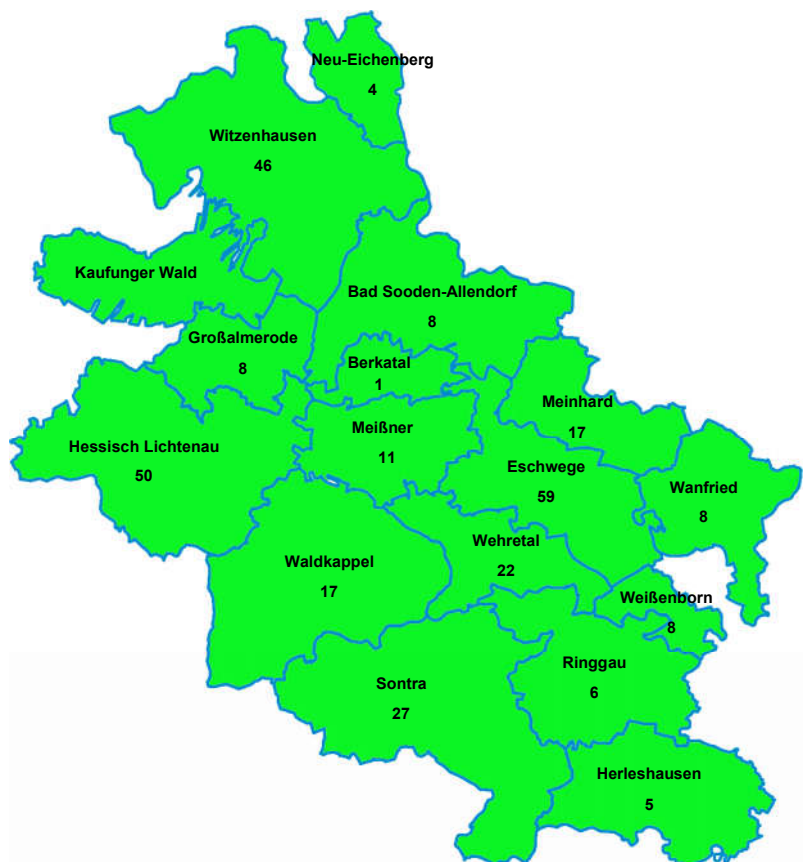 Neu-Eichenberg
4
Witzenhausen
46
Kaufunger Wald
Bad Sooden-Allendorf
8
Großalmerode
8
Berkatal
1
Meinhard
17
Meißner
11
Hessisch Lichtenau
50
Eschwege
59
Wanfried
8
Wehretal
22
Waldkappel
17
Weißenborn
8
Ringgau
6
Sontra
27
Herleshausen
5